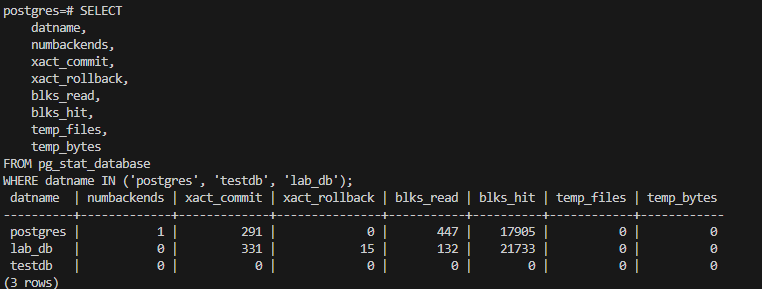 postgres=# SELECT
    datname,
    numbackends,
    xact_commit,
    xact_rollback,
    blks_read,
    blks_hit,
    temp_files,
    temp_bytes
FROM pg_stat_database
WHERE datname IN ('postgres', 'testdb', 'lab_db');
 datname  | numbackends | xact_commit | xact_rollback | blks_read | blks_hit | temp_files | temp_bytes
----------+-------------+-------------+---------------+-----------+----------+------------+------------
 postgres |           1 |         291 |             0 |       447 |    17905 |          0 |          0
 lab_db   |           0 |         331 |            15 |       132 |    21733 |          0 |          0
 testdb   |           0 |           0 |             0 |         0 |        0 |          0 |          0
(3 rows)